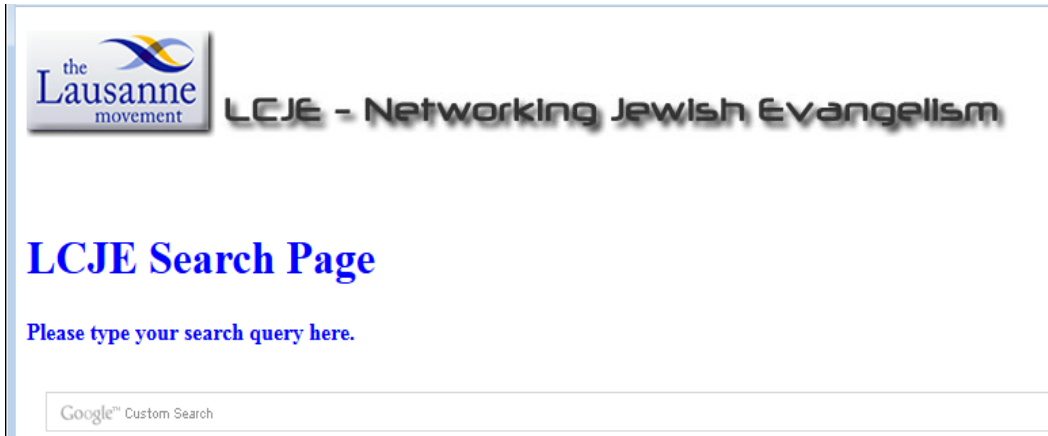 the
Lausanne
movement
LCJE - Networking Jewish Evangelism
LCJE Search Page
Please type your search query here.
Google™ Custom Search